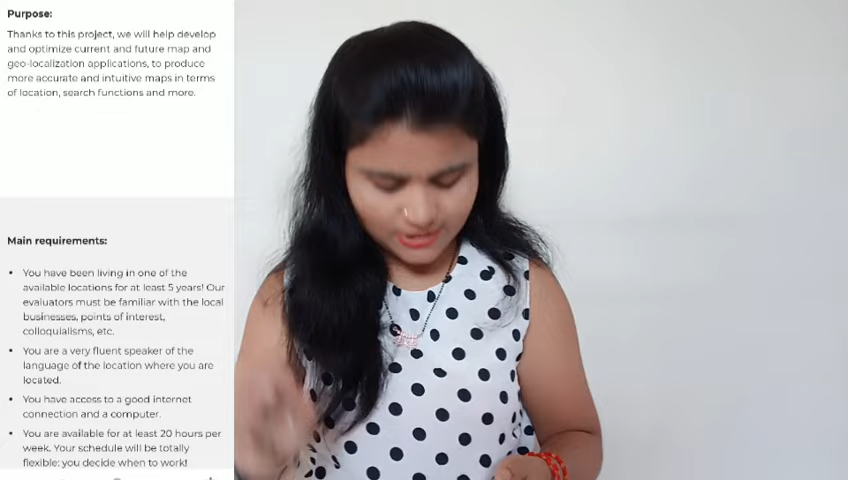 Purpose:
Thanks to this project, we will help develop
and optimize current and future map and
geo-localization applications, to produce
more accurate and intuitive maps in terms
of location, search functions and more.
Main requirements:
• You have been living in one of the
available locations for at least 5 years! Our
evaluators must be familiar with the local
businesses, points of interest,
colloquialisms, etc.
• You are a very fluent speaker of the
language of the location where you are
located.
• You have access to a good internet
connection and a computer.
• You are available for at least 20 hours per
week. Your schedule will be totally
flexible: you decide when to work!